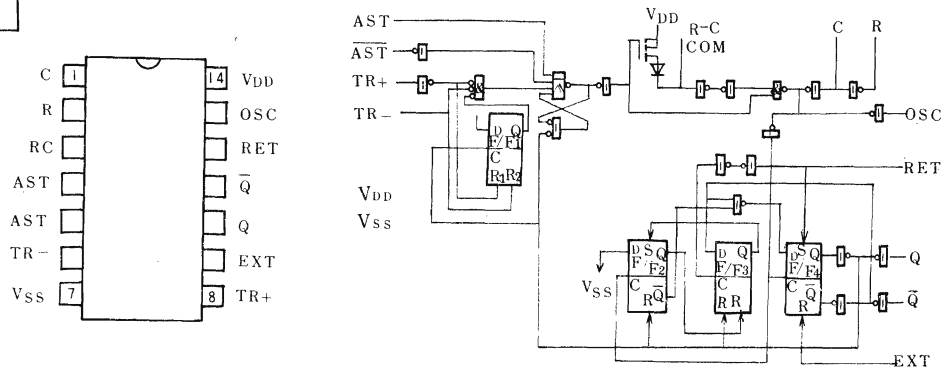 C 1 14 VDD
R OSC
RC RET
AST Q̅
AST Q
TR− EXT
VSS 7 8 TR+
AST
A̅S̅T̅
TR+
TR−
VDD
VSS
VDD
R-C
COM
C R
OSC
RET
Q
Q̅
EXT
&
&
D Q
F/F1
C
R1 R2
D S Q
F/F2
C
R Q̅
VSS
D Q
F/F3
C
R R
D S Q
F/F4
C Q̅
R